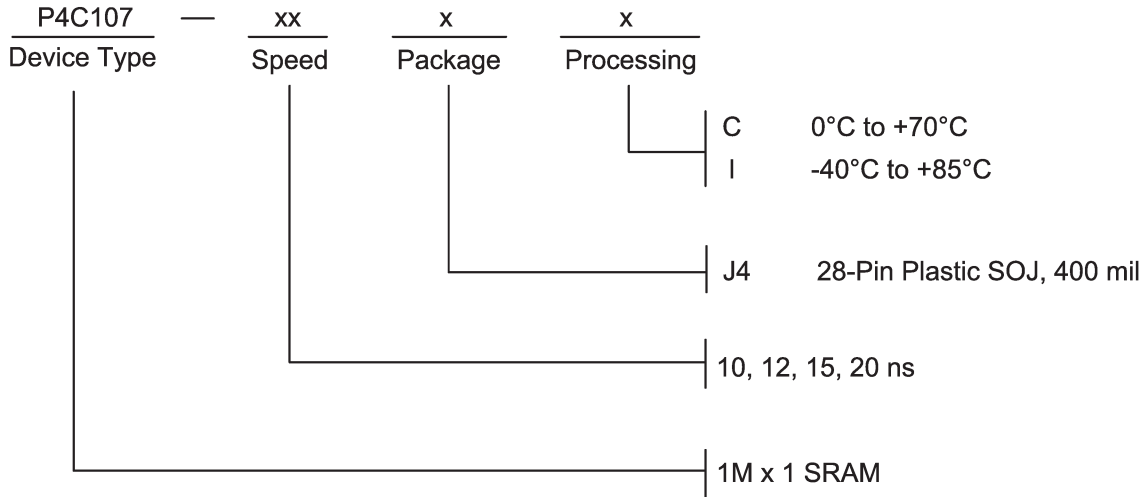 P4C107 — xx x x
Device Type Speed Package Processing
C 0°C to +70°C
I -40°C to +85°C
J4 28-Pin Plastic SOJ, 400 mil
10, 12, 15, 20 ns
1M x 1 SRAM